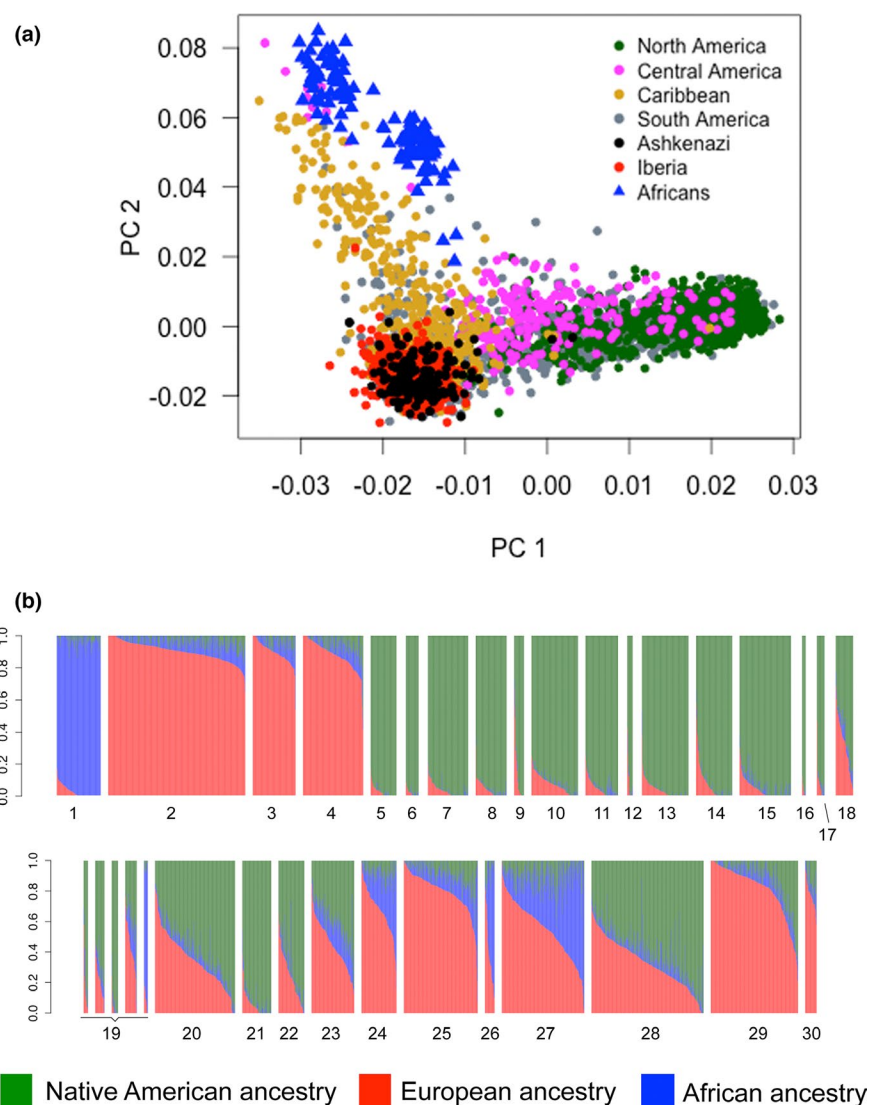 (a)
PC 2
0.08
0.06
0.04
0.02
0.00
-0.02
North America
Central America
Caribbean
South America
Ashkenazi
Iberia
Africans
-0.03 -0.02 -0.01 0.00 0.01 0.02 0.03
PC 1
(b)
1.0
0.8
0.6
0.4
0.2
0.0
1 2 3 4 5 6 7 8 9 10 11 12 13 14 15 16 18
17
1.0
0.8
0.6
0.4
0.2
0.0
19 20 21 22 23 24 25 26 27 28 29 30
Native American ancestry European ancestry African ancestry